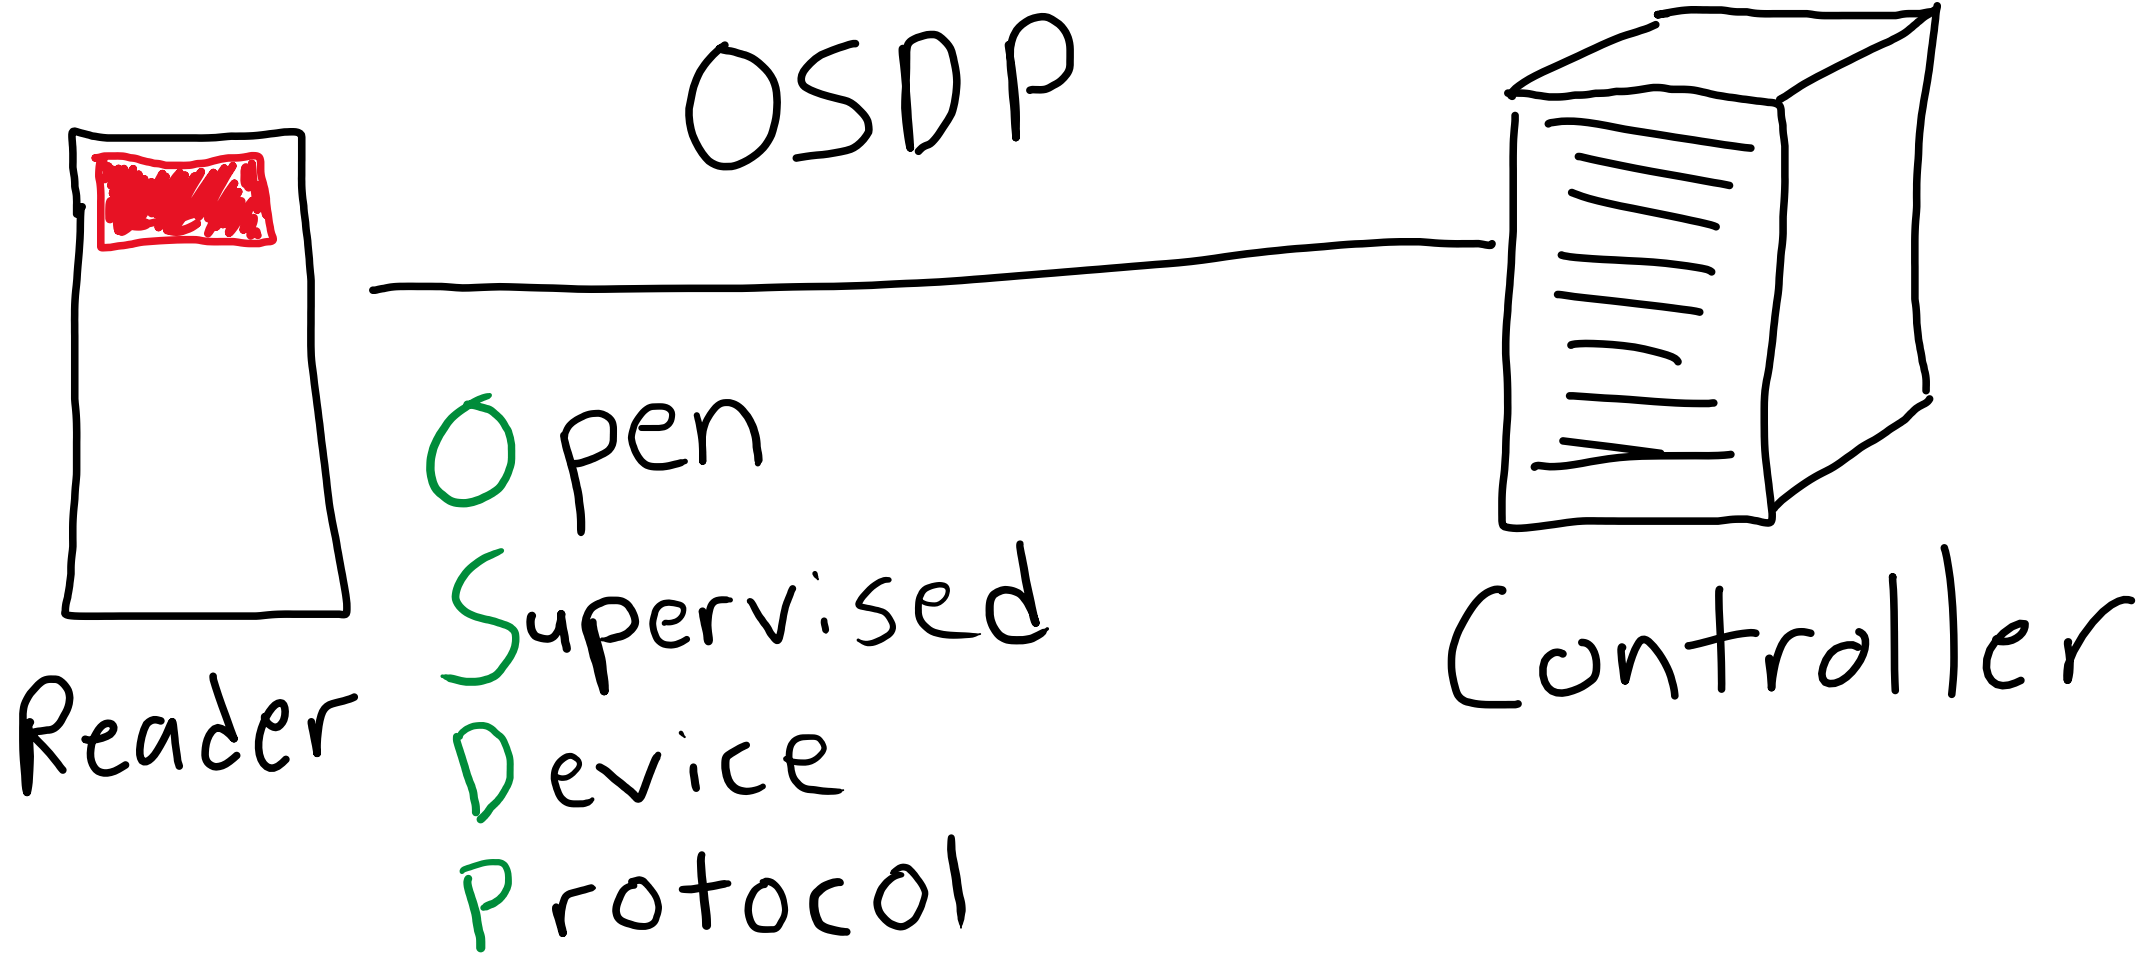 OSDP
Open
Supervised
Device
Protocol
Reader
Controller